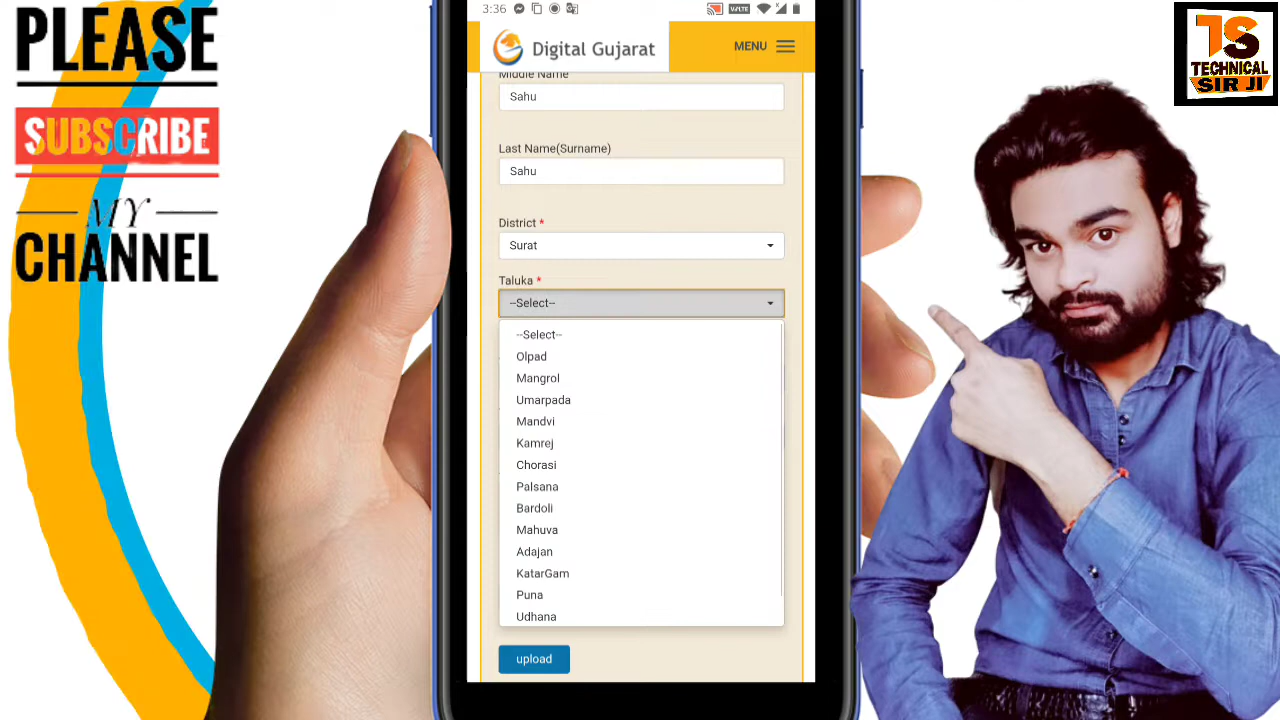 PLEASE
SUBSCRIBE
MY
CHANNEL
3:36
VoLTE
Digital Gujarat
MENU
Middle Name
Sahu
Last Name(Surname)
Sahu
District *
Surat
Taluka *
--Select--
--Select--
Olpad
Mangrol
Umarpada
Mandvi
Kamrej
Chorasi
Palsana
Bardoli
Mahuva
Adajan
KatarGam
Puna
Udhana
upload
TS
TECHNICAL
SIR JI